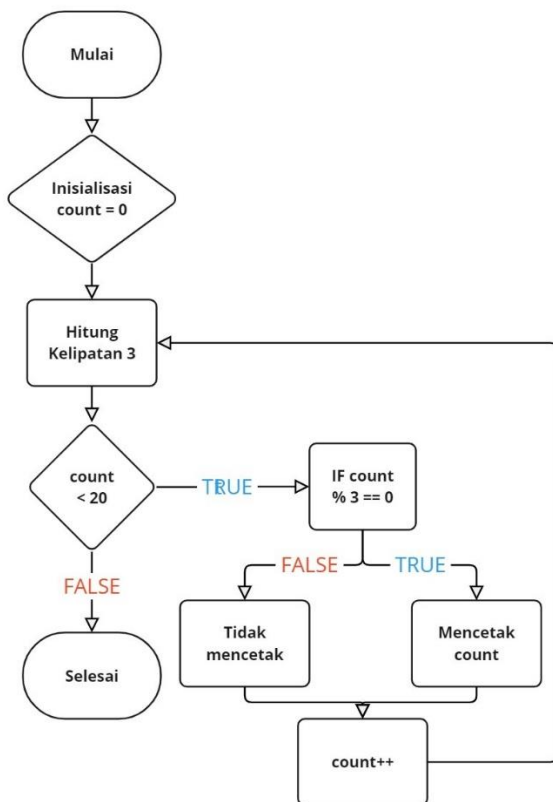 Mulai
Inisialisasi
count = 0
Hitung
Kelipatan 3
count
< 20
TRUE
IF count
% 3 == 0
FALSE
TRUE
FALSE
Tidak
mencetak
Mencetak
count
Selesai
count++